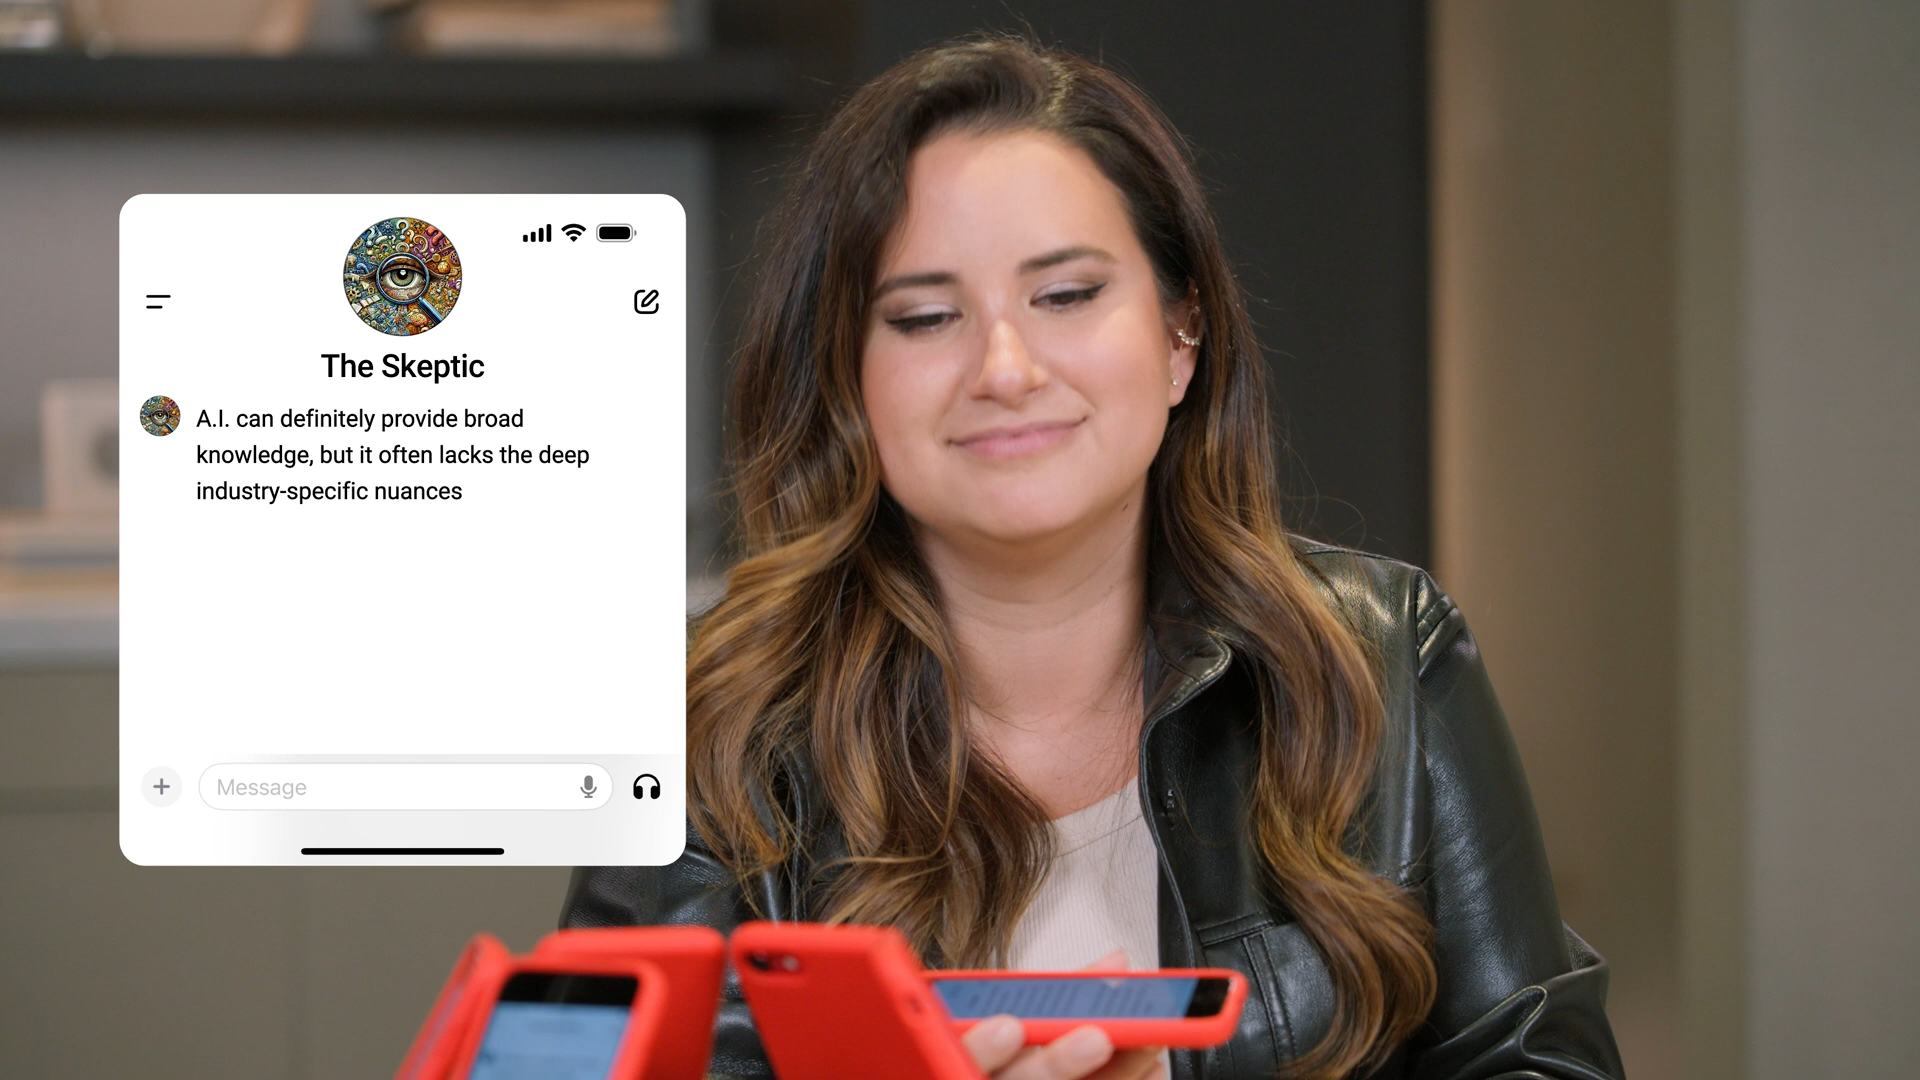 The Skeptic
A.I. can definitely provide broad
knowledge, but it often lacks the deep
industry-specific nuances
Message